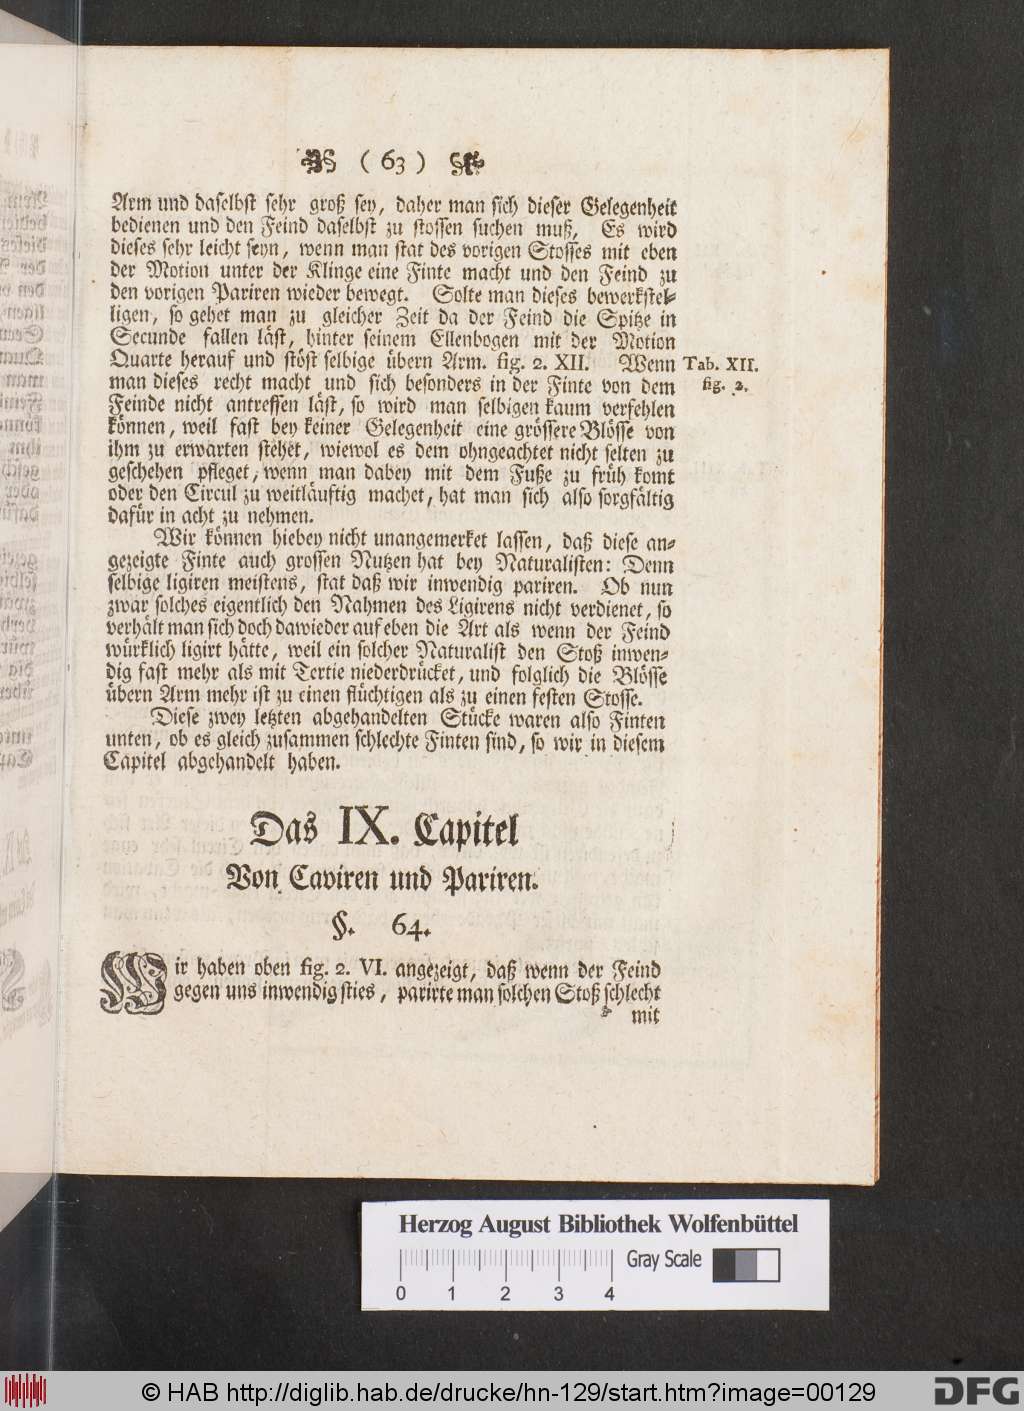 ( 63 )
Arm und daselbst sehr groß sey, daher man sich dieser Gelegenheit
bedienen und den Feind daselbst zu stossen suchen muß, Es wird
dieses sehr leicht seyn, wenn man stat des vorigen Stosses mit eben
der Motion unter der Klinge eine Finte macht und den Feind zu
den vorigen Pariren wieder bewegt. Solte man dieses bewerkstel-
ligen, so gehet man zu gleicher Zeit da der Feind die Spitze in
Secunde fallen läst, hinter seinem Ellenbogen mit der Motion
Quarte herauf und stöst selbige übern Arm. fig. 2. XII. Wenn
Tab. XII.
fig. 2.
man dieses recht macht und sich besonders in der Finte von dem
Feinde nicht antreffen läst, so wird man selbigen kaum verfehlen
können, weil fast bey keiner Gelegenheit eine grössere Blösse von
ihm zu erwarten stehet, wiewol es dem ohngeachtet nicht selten zu
geschehen pfleget, wenn man dabey mit dem Fuße zu früh komt
oder den Circul zu weitläuftig machet, hat man sich also sorgfältig
dafür in acht zu nehmen.
Wir können hiebey nicht unangemerket lassen, daß diese an-
gezeigte Finte auch grossen Nutzen hat bey Naturalisten: Denn
selbige ligiren meistens, stat daß wir inwendig pariren. Ob nun
zwar solches eigentlich den Nahmen des Ligirens nicht verdienet, so
verhält man sich doch dawieder auf eben die Art als wenn der Feind
würklich ligirt hätte, weil ein solcher Naturalist den Stoß inwen-
dig fast mehr als mit Tertie niederdrücket, und folglich die Blösse
übern Arm mehr ist zu einen flüchtigen als zu einen festen Stosse.
Diese zwey letzten abgehandelten Stücke waren also Finten
unten, ob es gleich zusammen schlechte Finten sind, so wir in diesem
Capitel abgehandelt haben.
Das IX. Capitel
Von Caviren und Pariren.
§. 64.
Wir haben oben fig. 2. VI. angezeigt, daß wenn der Feind
gegen uns inwendig sties, parirte man solchen Stoß schlecht
mit
Herzog August Bibliothek Wolfenbüttel
Gray Scale
0 1 2 3 4
© HAB http://diglib.hab.de/drucke/hn-129/start.htm?image=00129
DFG